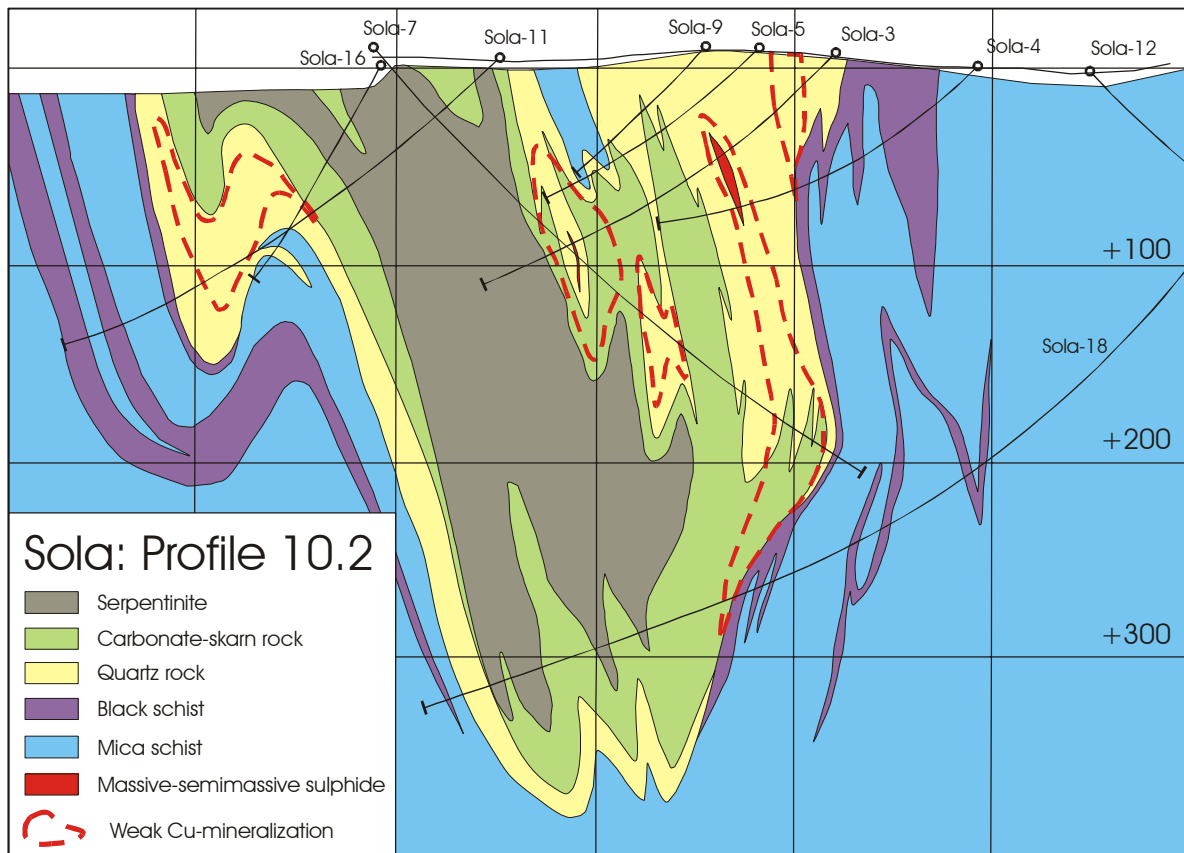 Sola-7
Sola-11
Sola-9
Sola-5
Sola-3
Sola-4
Sola-12
Sola-16
+100
Sola-18
+200
+300
Sola: Profile 10.2
Serpentinite
Carbonate-skarn rock
Quartz rock
Black schist
Mica schist
Massive-semimassive sulphide
Weak Cu-mineralization